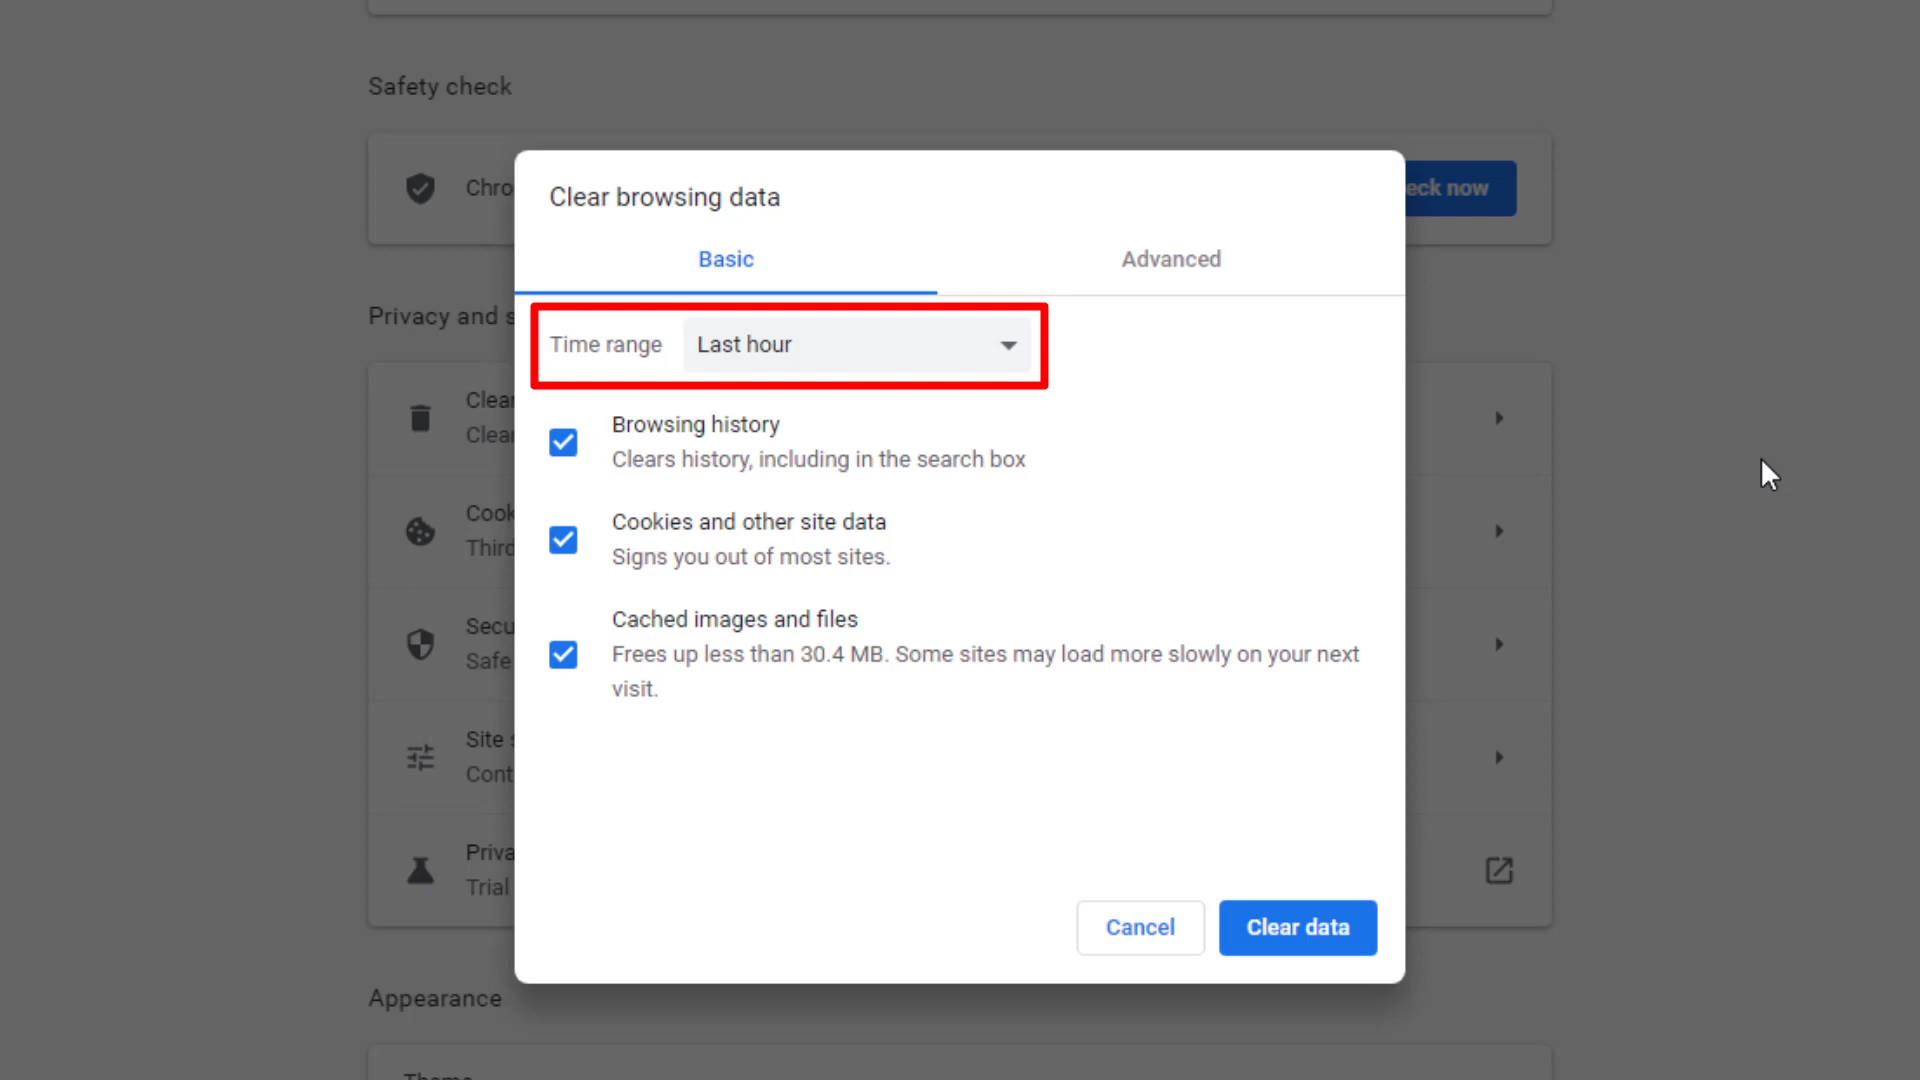 Safety check
Chro
eck now
Clear browsing data
Basic
Advanced
Privacy and s
Time range
Last hour
Browsing history
Clears history, including in the search box
Clear
Clear
Cookies and other site data
Signs you out of most sites.
Cook
Third
Cached images and files
Frees up less than 30.4 MB. Some sites may load more slowly on your next
visit.
Secu
Safe
Site s
Cont
Priva
Trial
Cancel
Clear data
Appearance